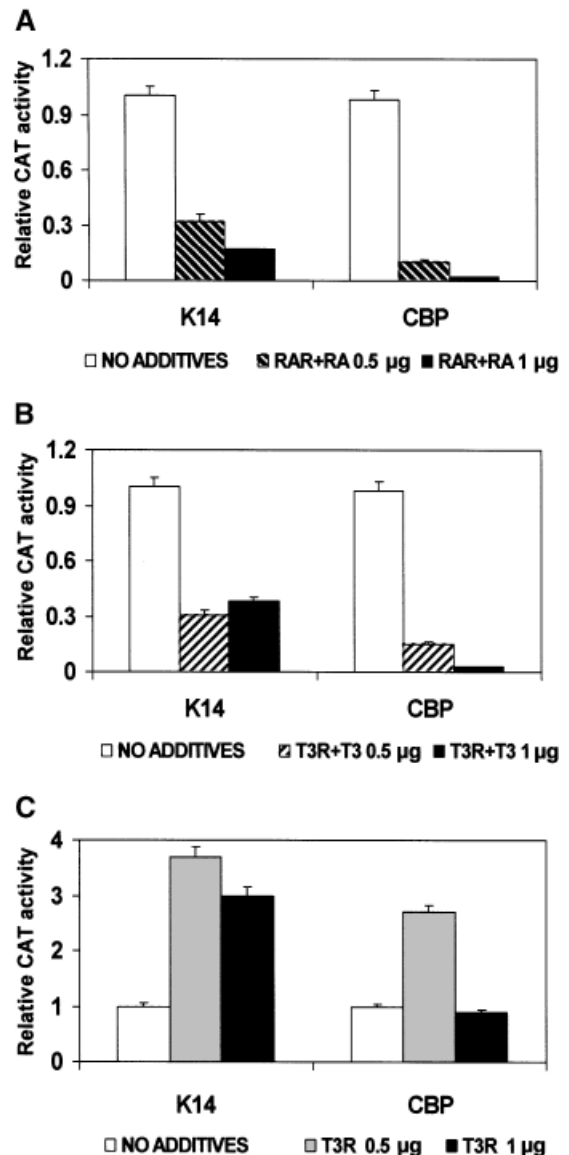 A
Relative CAT activity
1.2
0.9
0.6
0.3
0
K14 CBP
NO ADDITIVES RAR+RA 0.5 µg RAR+RA 1 µg
B
Relative CAT activity
1.2
0.9
0.6
0.3
0
K14 CBP
NO ADDITIVES T3R+T3 0.5 µg T3R+T3 1 µg
C
Relative CAT activity
4
3
2
1
0
K14 CBP
NO ADDITIVES T3R 0.5 µg T3R 1 µg